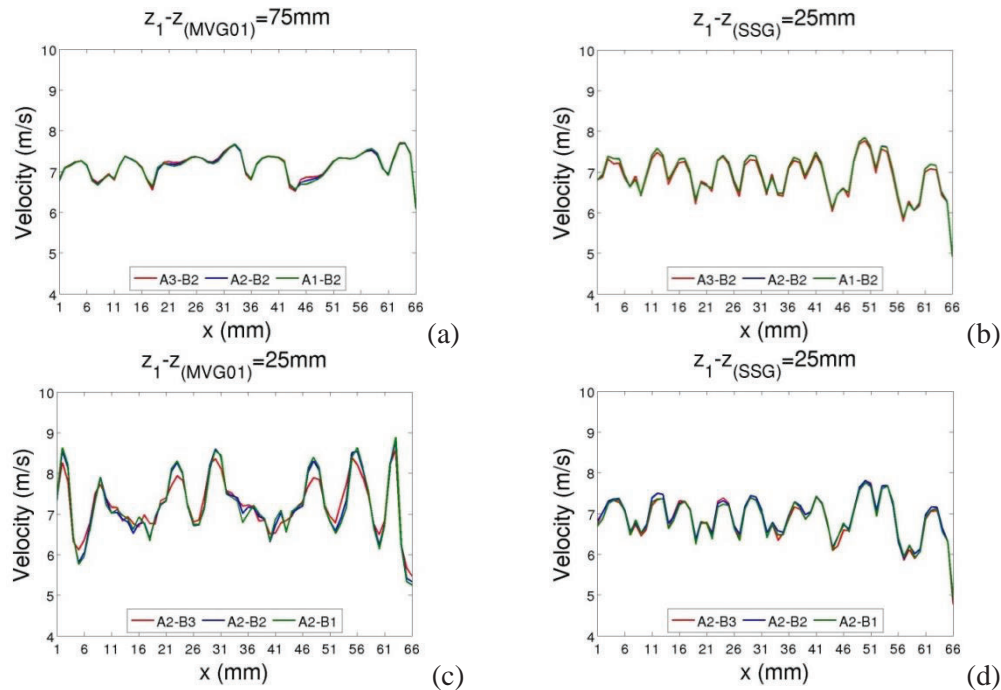 z1-z(MVG01)=75mm
Velocity (m/s)
10
9
8
7
6
5
4
A3-B2 A2-B2 A1-B2
1 6 11 16 21 26 31 36 41 46 51 56 61 66
x (mm)
(a)
z1-z(SSG)=25mm
Velocity (m/s)
10
9
8
7
6
5
4
A3-B2 A2-B2 A1-B2
1 6 11 16 21 26 31 36 41 46 51 56 61 66
x (mm)
(b)
z1-z(MVG01)=25mm
Velocity (m/s)
10
9
8
7
6
5
4
A2-B3 A2-B2 A2-B1
1 6 11 16 21 26 31 36 41 46 51 56 61 66
x (mm)
(c)
z1-z(SSG)=25mm
Velocity (m/s)
10
9
8
7
6
5
4
A2-B3 A2-B2 A2-B1
1 6 11 16 21 26 31 36 41 46 51 56 61 66
x (mm)
(d)